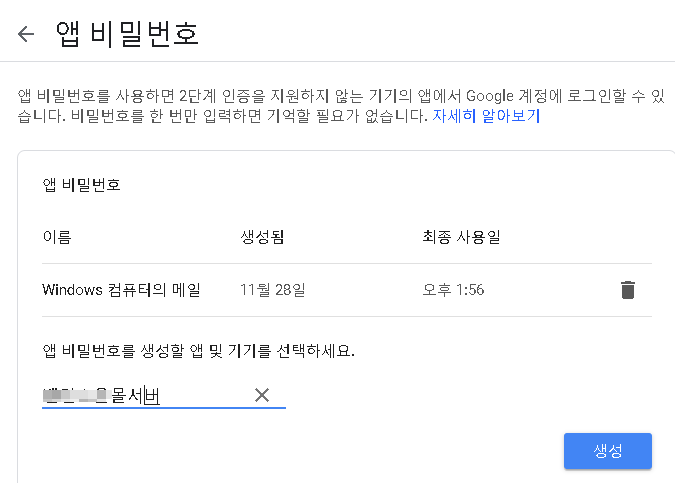 앱 비밀번호
앱 비밀번호를 사용하면 2단계 인증을 지원하지 않는 기기의 앱에서 Google 계정에 로그인할 수 있
습니다. 비밀번호를 한 번만 입력하면 기억할 필요가 없습니다. 자세히 알아보기
앱 비밀번호
이름 생성됨 최종 사용일
Windows 컴퓨터의 메일 11월 28일 오후 1:56
앱 비밀번호를 생성할 앱 및 기기를 선택하세요.
몰서버
생성